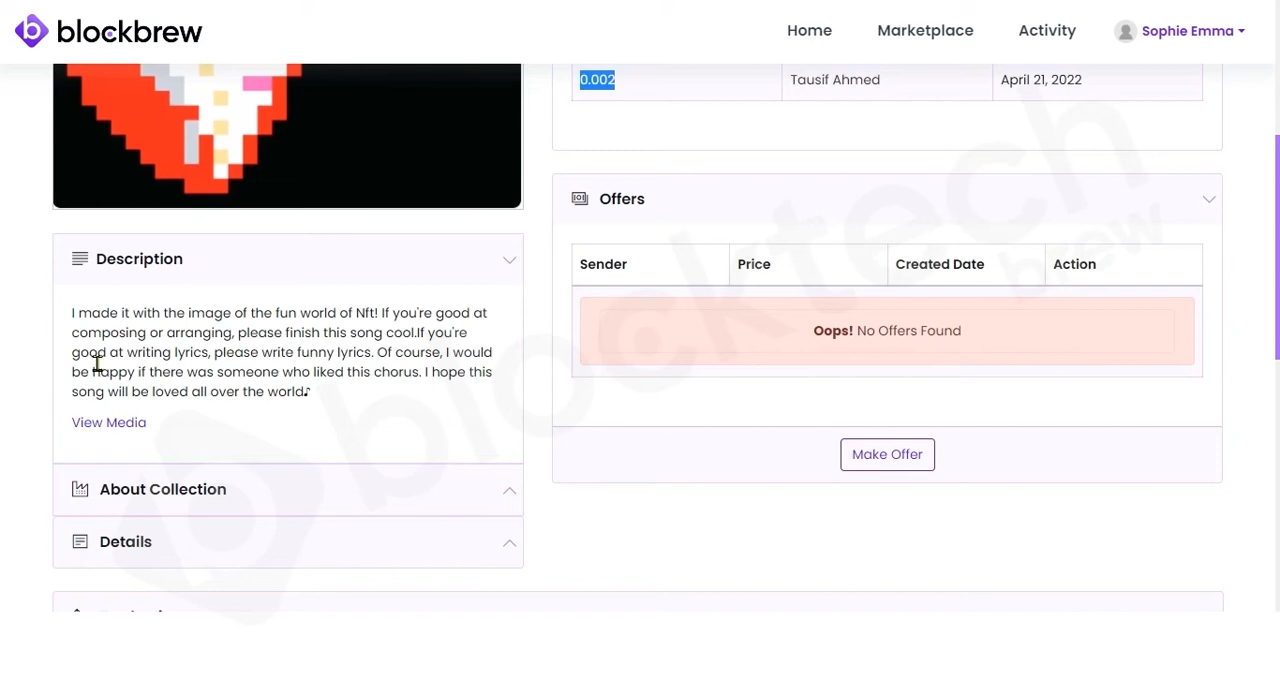 blockbrew
Home Marketplace Activity Sophie Emma
0.002 Tausif Ahmed April 21, 2022
Offers
Sender Price Created Date Action
Oops! No Offers Found
Make Offer
Description
I made it with the image of the fun world of Nft! If you're good at
composing or arranging, please finish this song cool.If you're
good at writing lyrics, please write funny lyrics. Of course, I would
be happy if there was someone who liked this chorus. I hope this
song will be loved all over the world♪
View Media
About Collection
Details
blocktech
brew